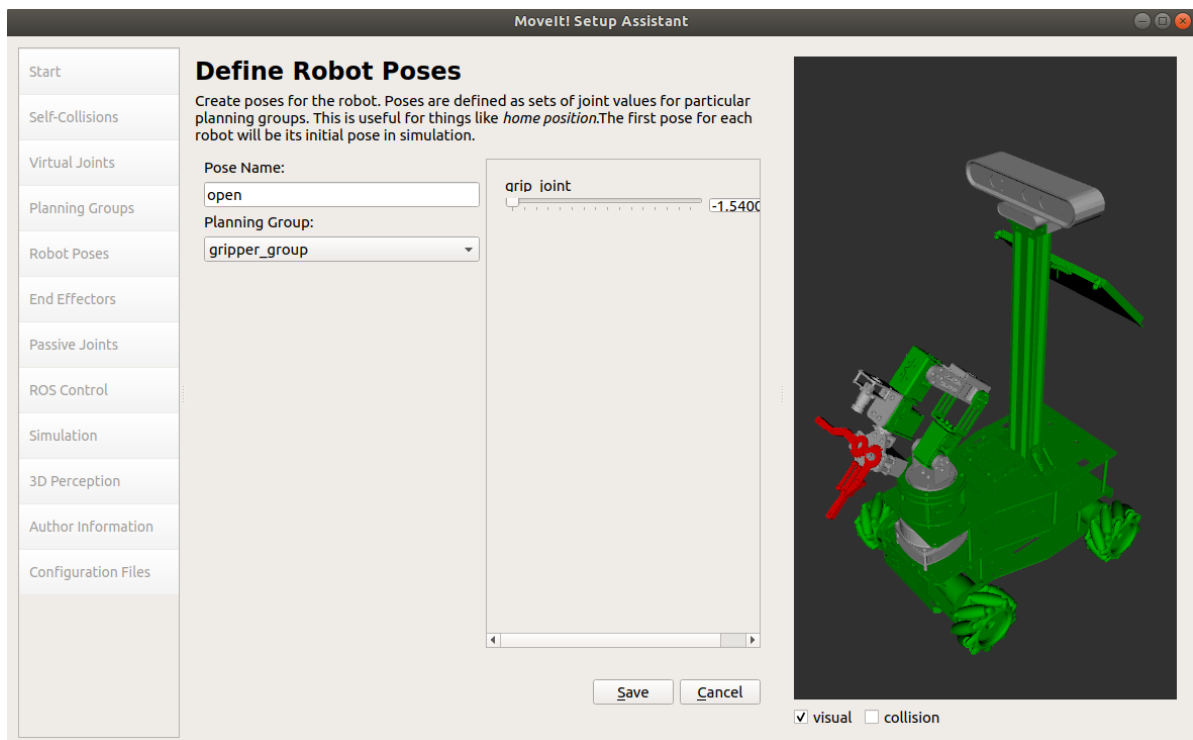 MoveIt! Setup Assistant
Start
Self-Collisions
Virtual Joints
Planning Groups
Robot Poses
End Effectors
Passive Joints
ROS Control
Simulation
3D Perception
Author Information
Configuration Files
Define Robot Poses
Create poses for the robot. Poses are defined as sets of joint values for particular
planning groups. This is useful for things like home position.The first pose for each
robot will be its initial pose in simulation.
Pose Name:
open
Planning Group:
gripper_group
grip_joint
-1.5400
Save
Cancel
visual
collision